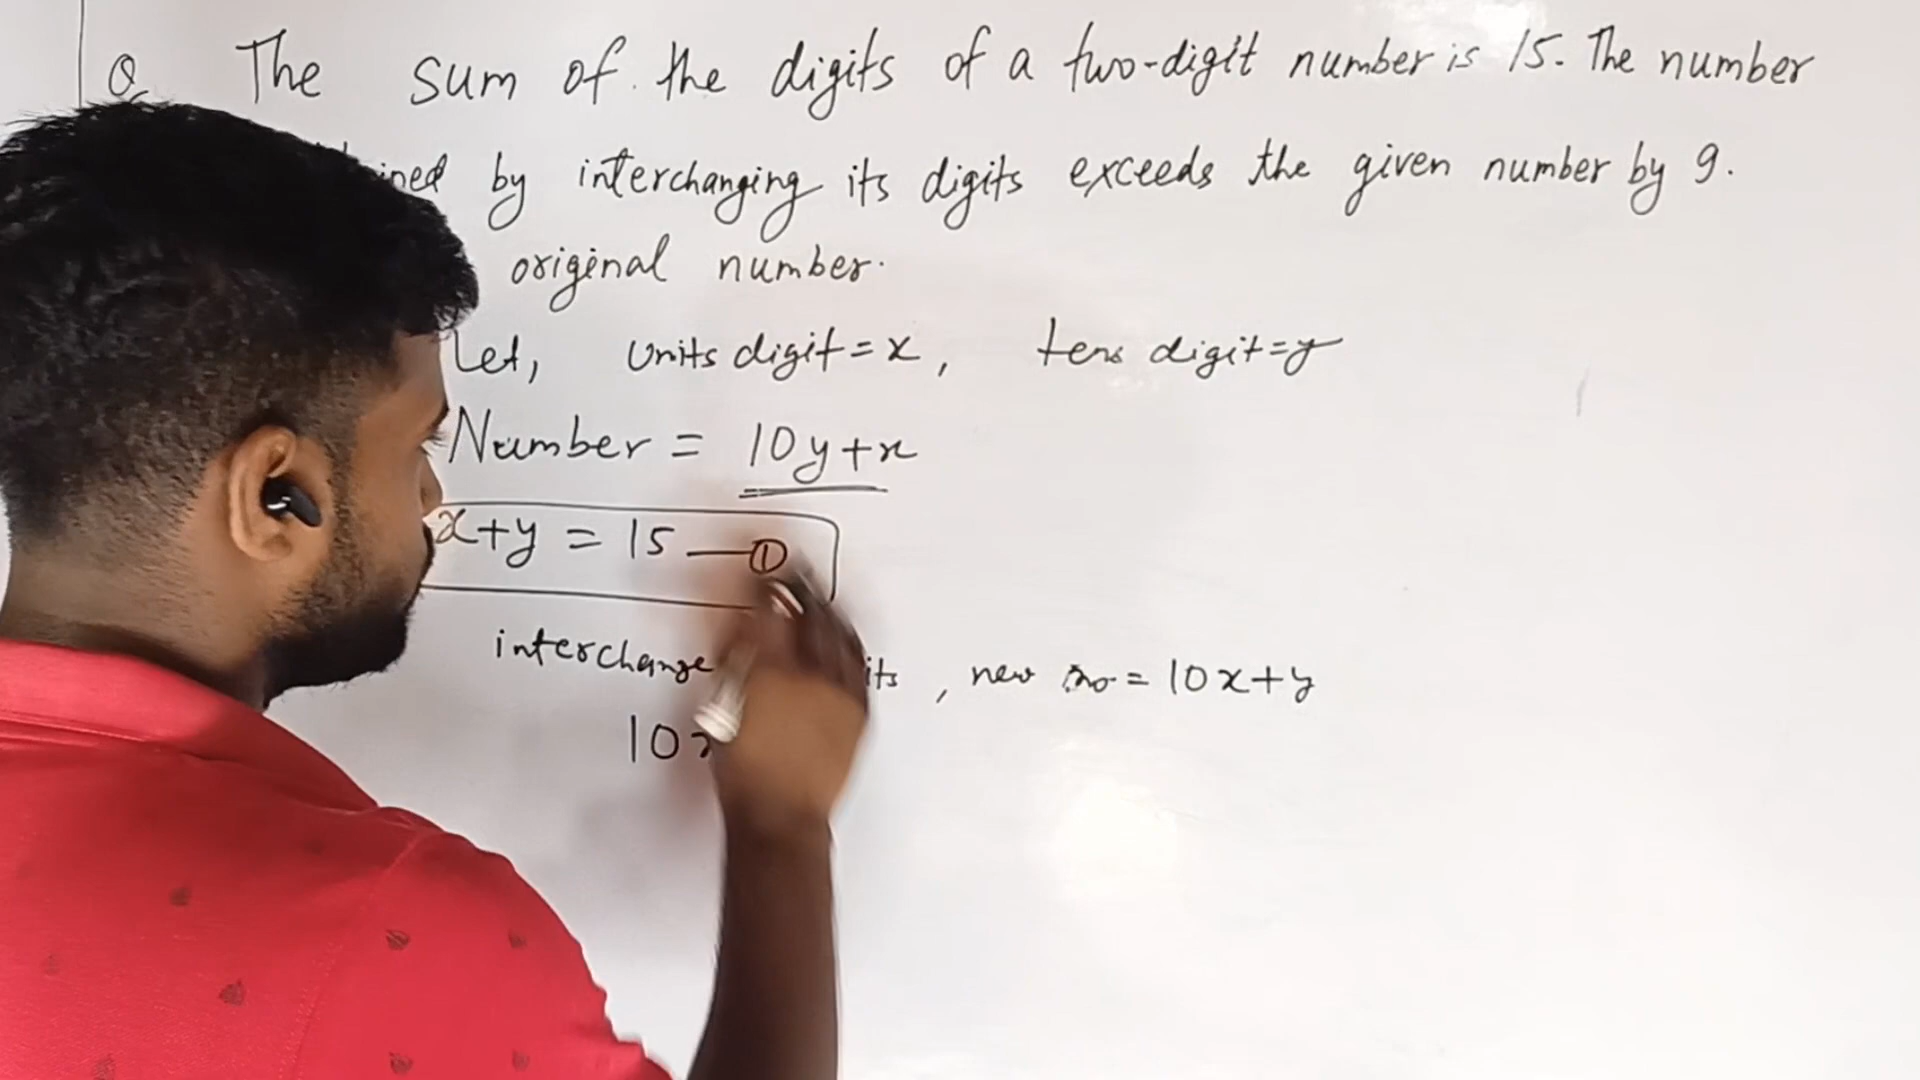 Q. The sum of the digits of a two-digit number is 15. The number
by interchanging its digits exceeds the given number by 9.
original number.
Let, Units digit = x, tens digit = y
Number = 10y+x
x+y = 15 — ①
interchange , new no = 10x+y
10x